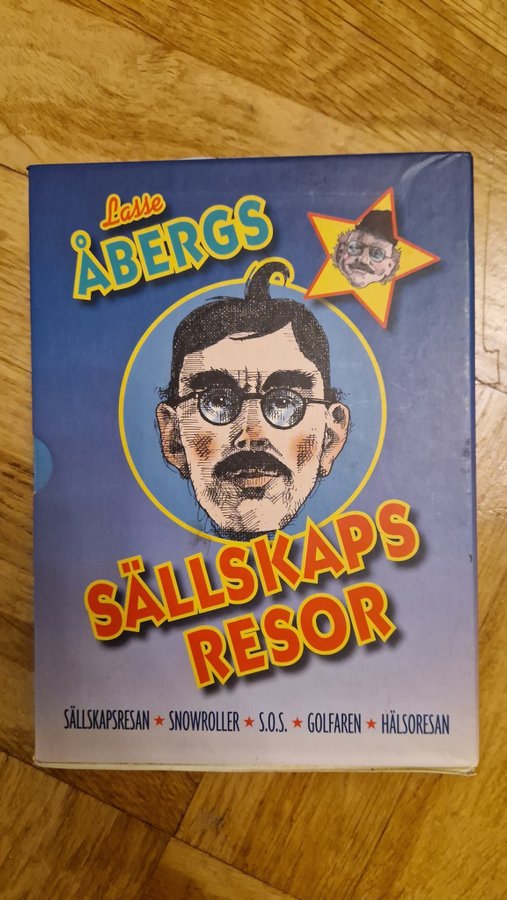 Lasse
ÅBERGS
SÄLLSKAPS
RESOR
SÄLLSKAPSRESAN ★ SNOWROLLER ★ S.O.S. ★ GOLFAREN ★ HÄLSORESAN